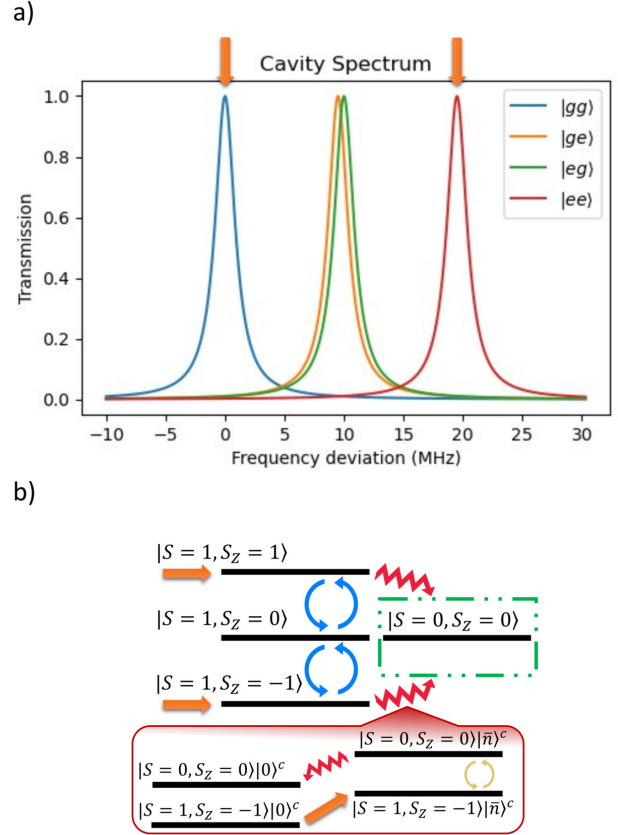 a)
Cavity Spectrum
|gg⟩
|ge⟩
|eg⟩
|ee⟩
1.0
0.8
0.6
0.4
0.2
0.0
Transmission
−10 −5 0 5 10 15 20 25 30
Frequency deviation (MHz)
b)
|S = 1, S_Z = 1⟩
|S = 1, S_Z = 0⟩ |S = 0, S_Z = 0⟩
|S = 1, S_Z = −1⟩
|S = 0, S_Z = 0⟩|n̄⟩ᶜ
|S = 0, S_Z = 0⟩|0⟩ᶜ
|S = 1, S_Z = −1⟩|0⟩ᶜ |S = 1, S_Z = −1⟩|n̄⟩ᶜ